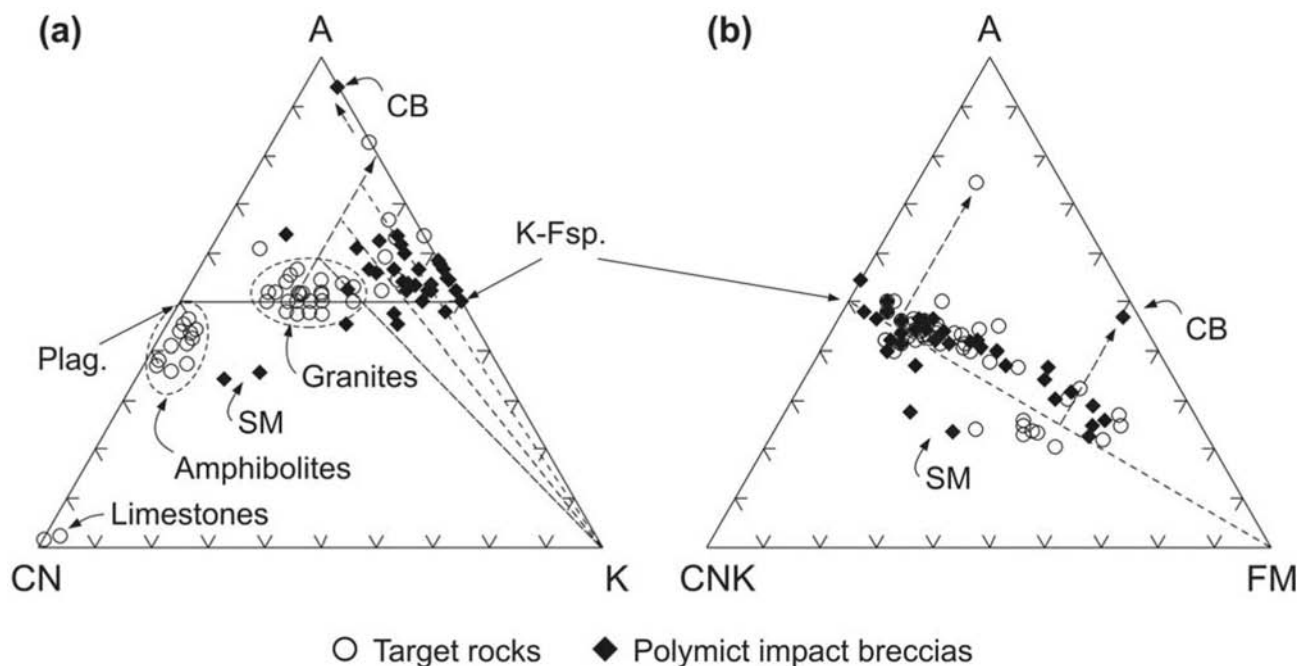 (a)
A
CB
K-Fsp.
Plag.
Granites
SM
Amphibolites
Limestones
CN
K
(b)
A
CB
SM
CNK
FM
Target rocks
Polymict impact breccias